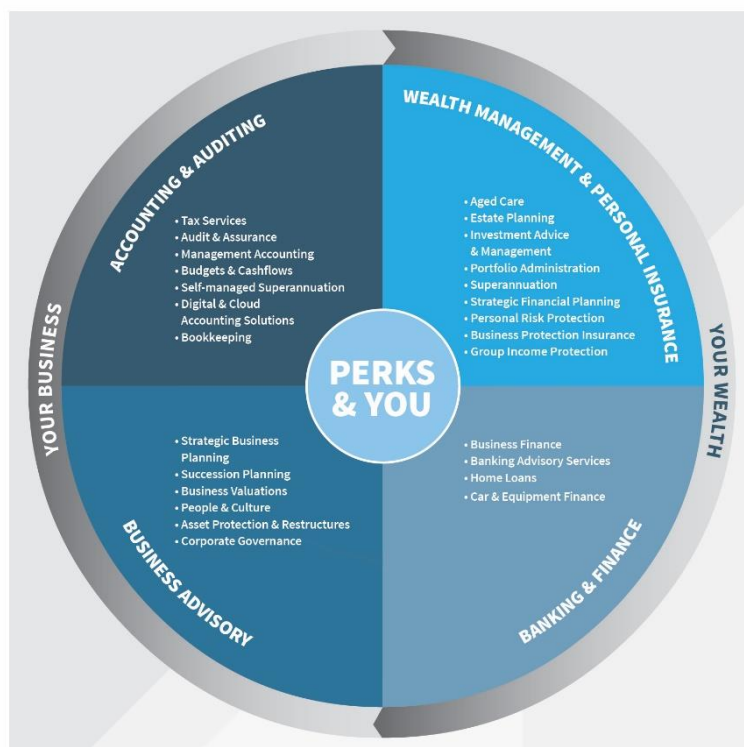 YOUR BUSINESS
ACCOUNTING & AUDITING
• Tax Services
• Audit & Assurance
• Management Accounting
• Budgets & Cashflows
• Self-managed Superannuation
• Digital & Cloud
Accounting Solutions
• Bookkeeping
WEALTH MANAGEMENT & PERSONAL INSURANCE
• Aged Care
• Estate Planning
• Investment Advice
& Management
• Portfolio Administration
• Superannuation
• Strategic Financial Planning
• Personal Risk Protection
• Business Protection Insurance
• Group Income Protection
YOUR WEALTH
PERKS
& YOU
• Strategic Business
Planning
• Succession Planning
• Business Valuations
• People & Culture
• Asset Protection & Restructures
• Corporate Governance
BUSINESS ADVISORY
• Business Finance
• Banking Advisory Services
• Home Loans
• Car & Equipment Finance
BANKING & FINANCE